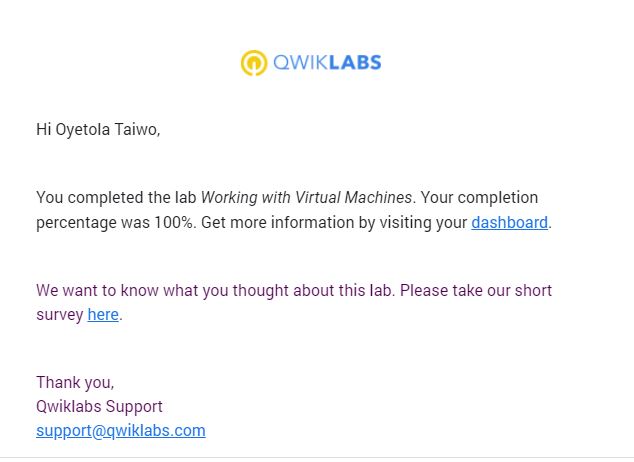 QWIKLABS
Hi Oyetola Taiwo,
You completed the lab Working with Virtual Machines. Your completion
percentage was 100%. Get more information by visiting your dashboard.
We want to know what you thought about this lab. Please take our short
survey here.
Thank you,
Qwiklabs Support
support@qwiklabs.com